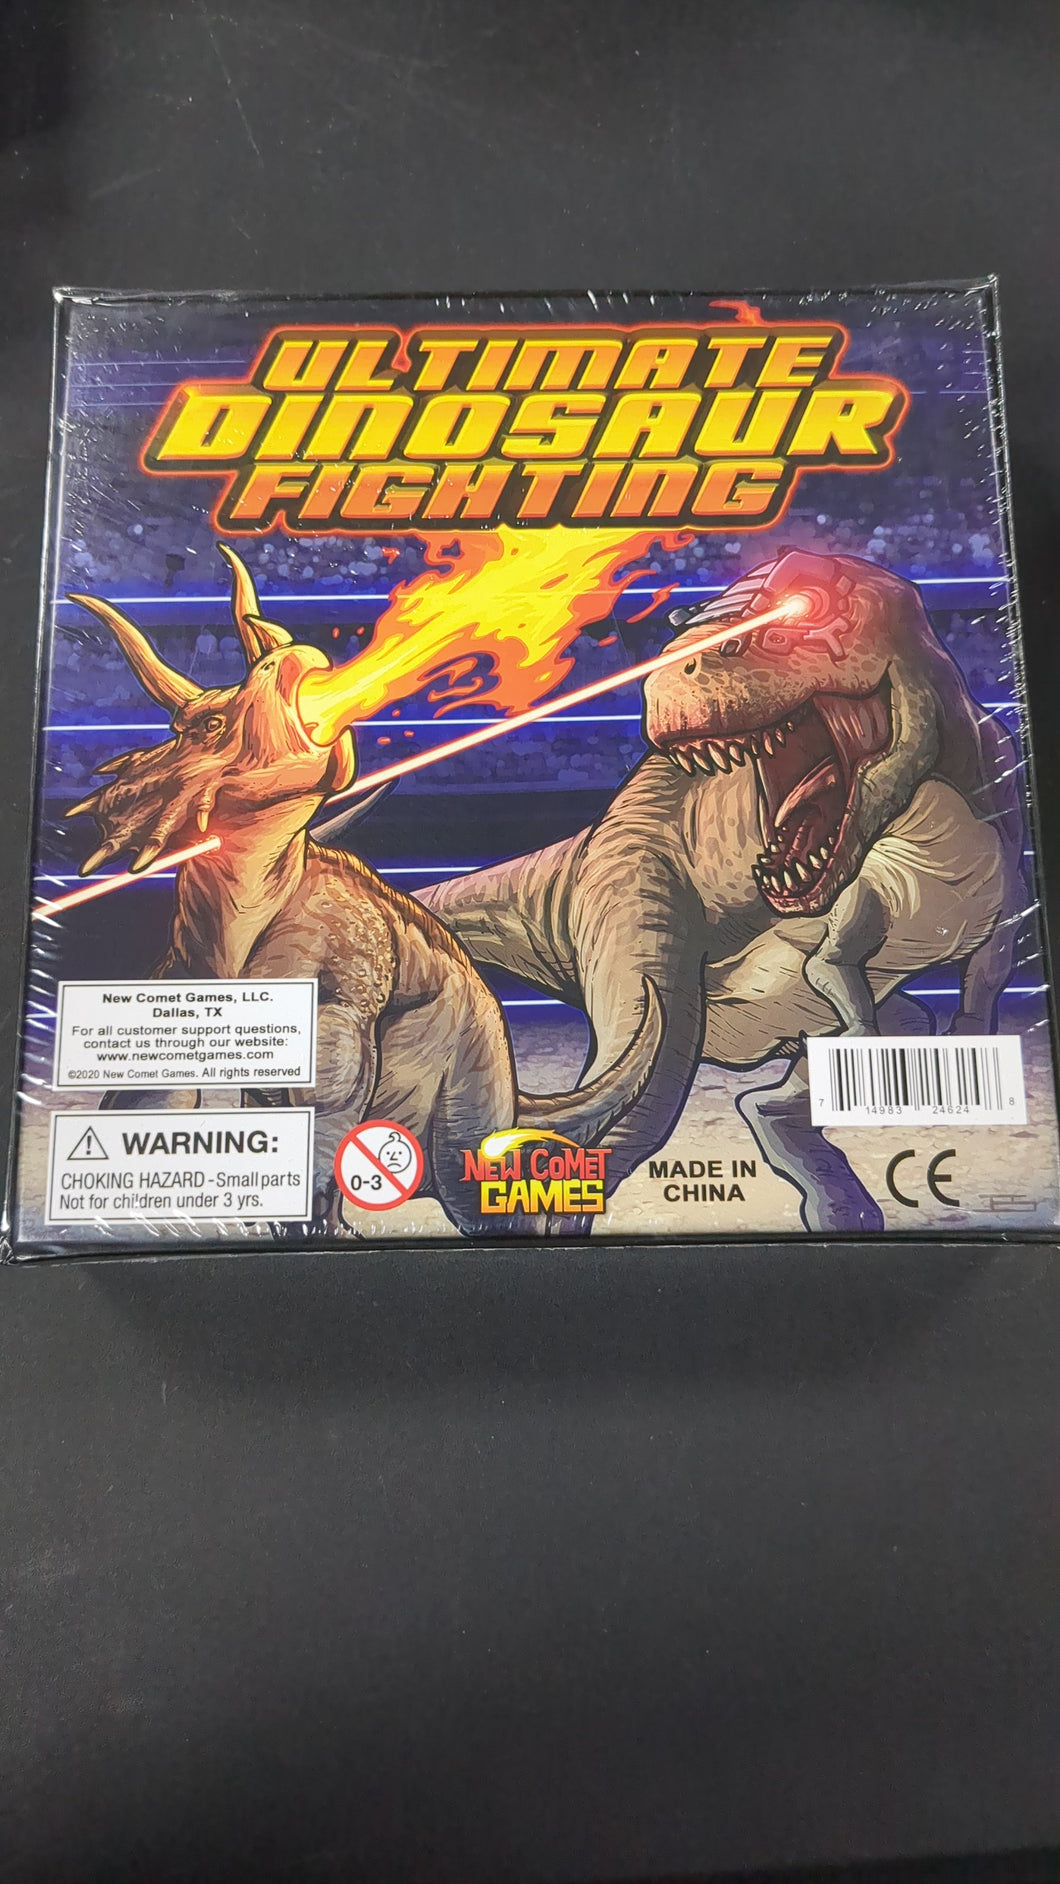 ULTIMATE
DINOSAUR
FIGHTING
New Comet Games, LLC.
Dallas, TX
For all customer support questions,
contact us through our website:
www.newcometgames.com
©2020 New Comet Games. All rights reserved
WARNING:
CHOKING HAZARD - Small parts
Not for children under 3 yrs.
0-3
NEW COMET
GAMES
MADE IN
CHINA
7 14983 24624 8
CE